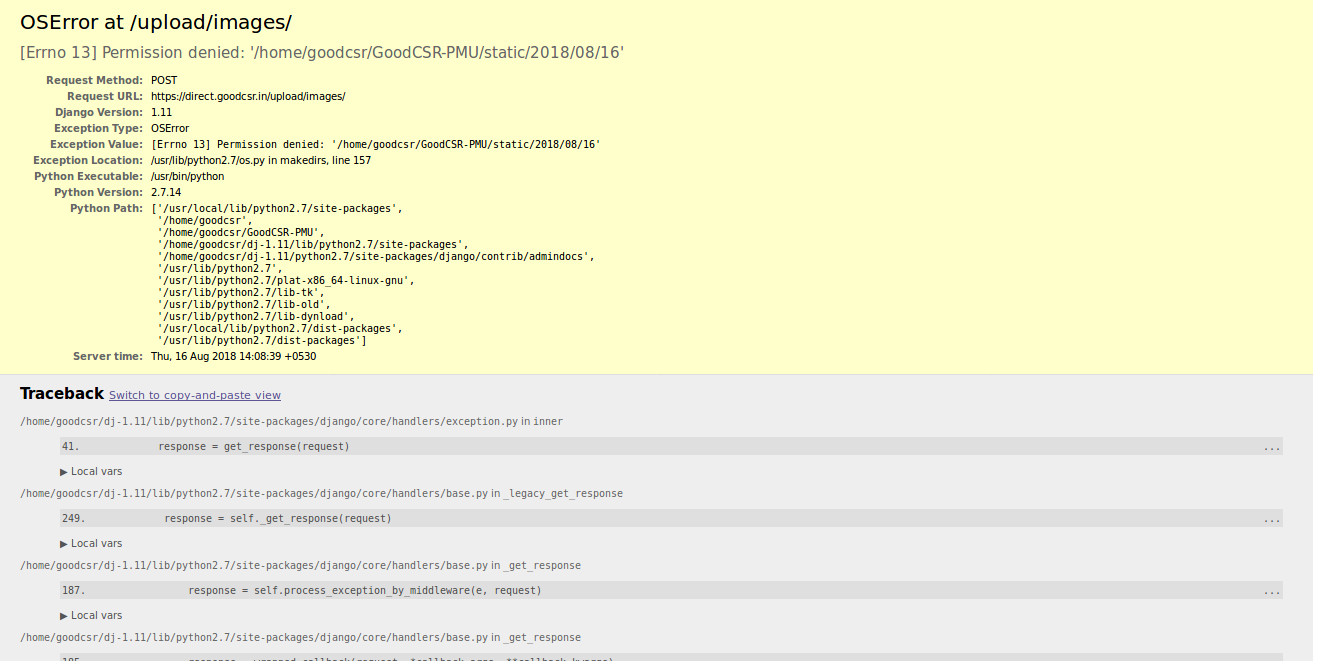 OSError at /upload/images/
[Errno 13] Permission denied: '/home/goodcsr/GoodCSR-PMU/static/2018/08/16'
Request Method: POST
Request URL: https://direct.goodcsr.in/upload/images/
Django Version: 1.11
Exception Type: OSError
Exception Value: [Errno 13] Permission denied: '/home/goodcsr/GoodCSR-PMU/static/2018/08/16'
Exception Location: /usr/lib/python2.7/os.py in makedirs, line 157
Python Executable: /usr/bin/python
Python Version: 2.7.14
Python Path: ['/usr/local/lib/python2.7/site-packages',
'/home/goodcsr',
'/home/goodcsr/GoodCSR-PMU',
'/home/goodcsr/dj-1.11/lib/python2.7/site-packages',
'/home/goodcsr/dj-1.11/python2.7/site-packages/django/contrib/admindocs',
'/usr/lib/python2.7',
'/usr/lib/python2.7/plat-x86_64-linux-gnu',
'/usr/lib/python2.7/lib-tk',
'/usr/lib/python2.7/lib-old',
'/usr/lib/python2.7/lib-dynload',
'/usr/local/lib/python2.7/dist-packages',
'/usr/lib/python2.7/dist-packages']
Server time: Thu, 16 Aug 2018 14:08:39 +0530
Traceback Switch to copy-and-paste view
/home/goodcsr/dj-1.11/lib/python2.7/site-packages/django/core/handlers/exception.py in inner
41. response = get_response(request) ...
▶ Local vars
/home/goodcsr/dj-1.11/lib/python2.7/site-packages/django/core/handlers/base.py in _legacy_get_response
249. response = self._get_response(request) ...
▶ Local vars
/home/goodcsr/dj-1.11/lib/python2.7/site-packages/django/core/handlers/base.py in _get_response
187. response = self.process_exception_by_middleware(e, request) ...
▶ Local vars
/home/goodcsr/dj-1.11/lib/python2.7/site-packages/django/core/handlers/base.py in _get_response